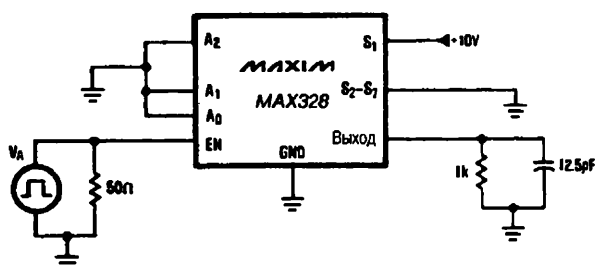 A2
S1
+10V
MAXIM
A1
S2–S7
MAX328
A0
EN
Выход
VA
GND
50Ω
1k
12.5pF